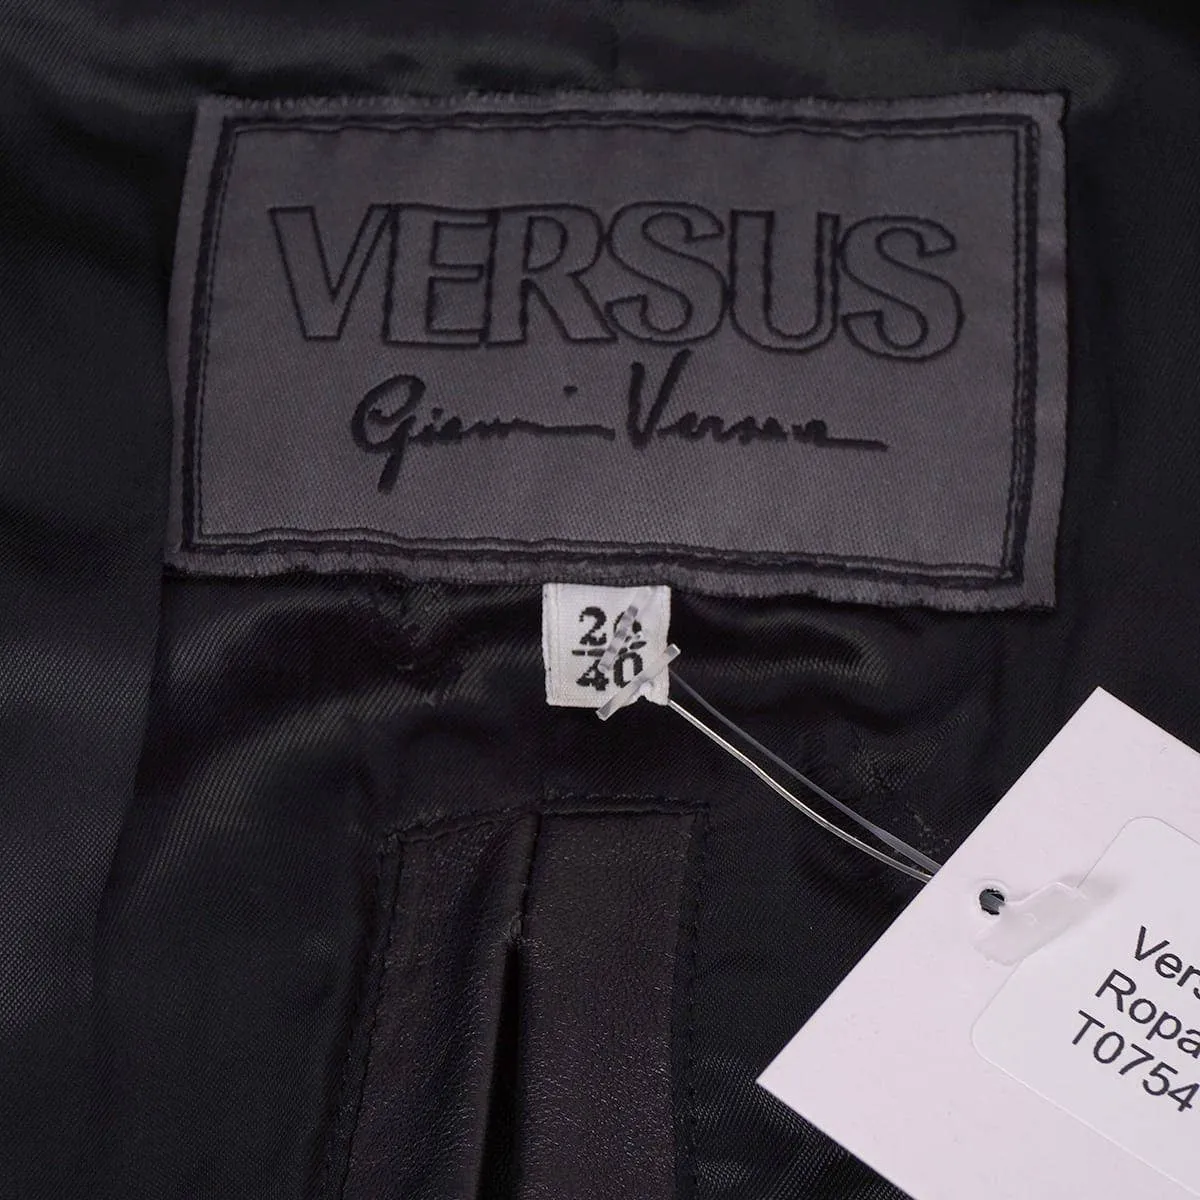 VERSUS
Gianni Versace
26
40
Vers
Ropa
T0754